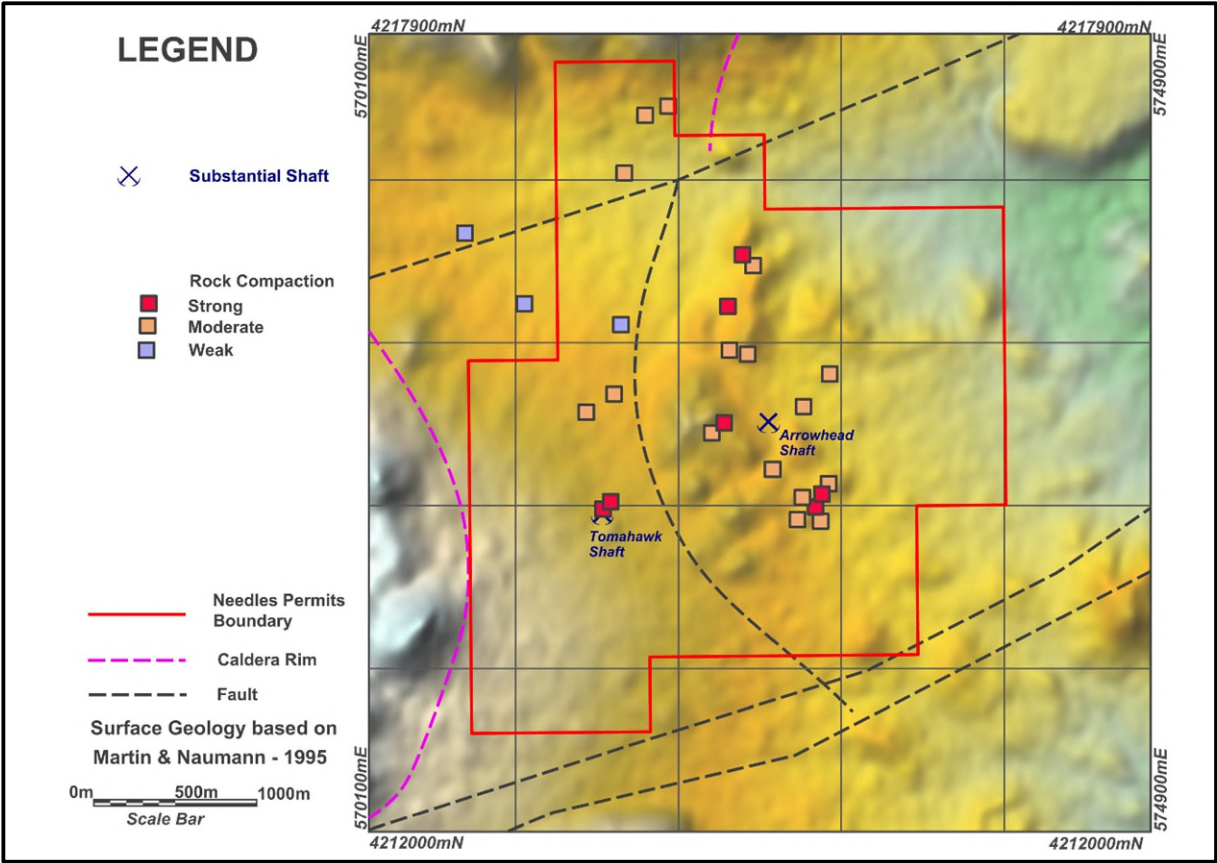 LEGEND
Substantial Shaft
Rock Compaction
Strong
Moderate
Weak
Needles Permits
Boundary
Caldera Rim
Fault
Surface Geology based on
Martin & Naumann - 1995
0m 500m 1000m
Scale Bar
4217900mN
4217900mN
570100mE
574900mE
Arrowhead
Shaft
Tomahawk
Shaft
570100mE
574900mE
4212000mN
4212000mN